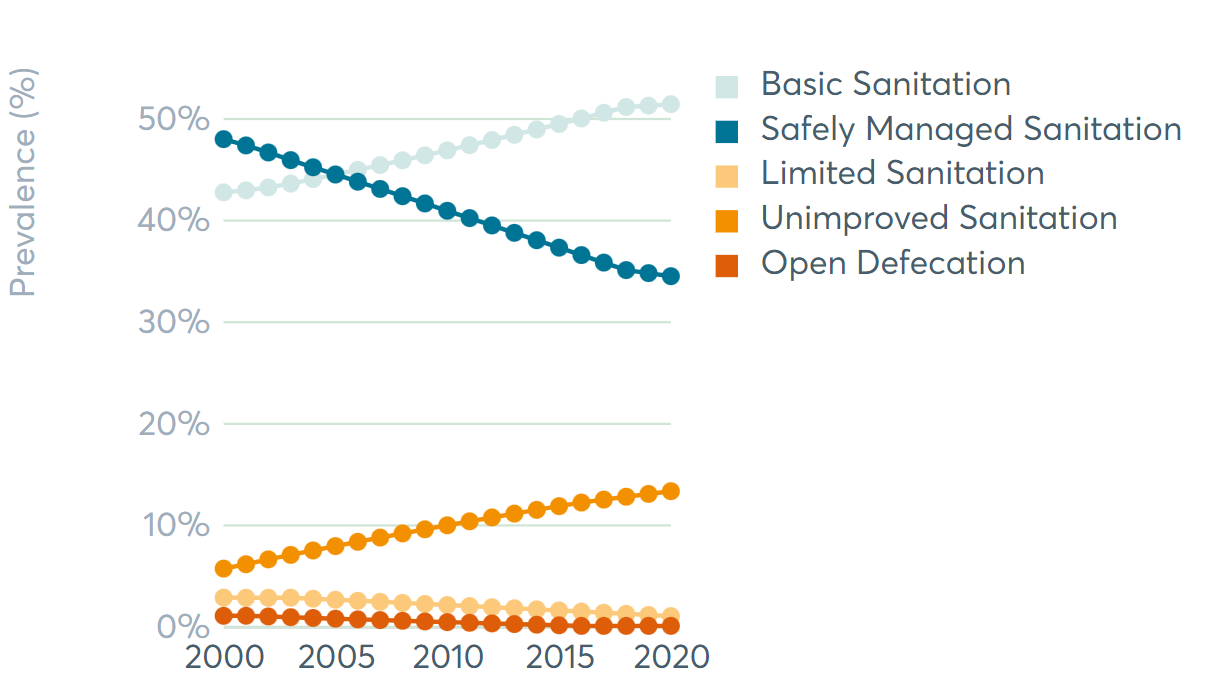 Prevalence (%)
50%
40%
30%
20%
10%
0%
2000 2005 2010 2015 2020
Basic Sanitation
Safely Managed Sanitation
Limited Sanitation
Unimproved Sanitation
Open Defecation